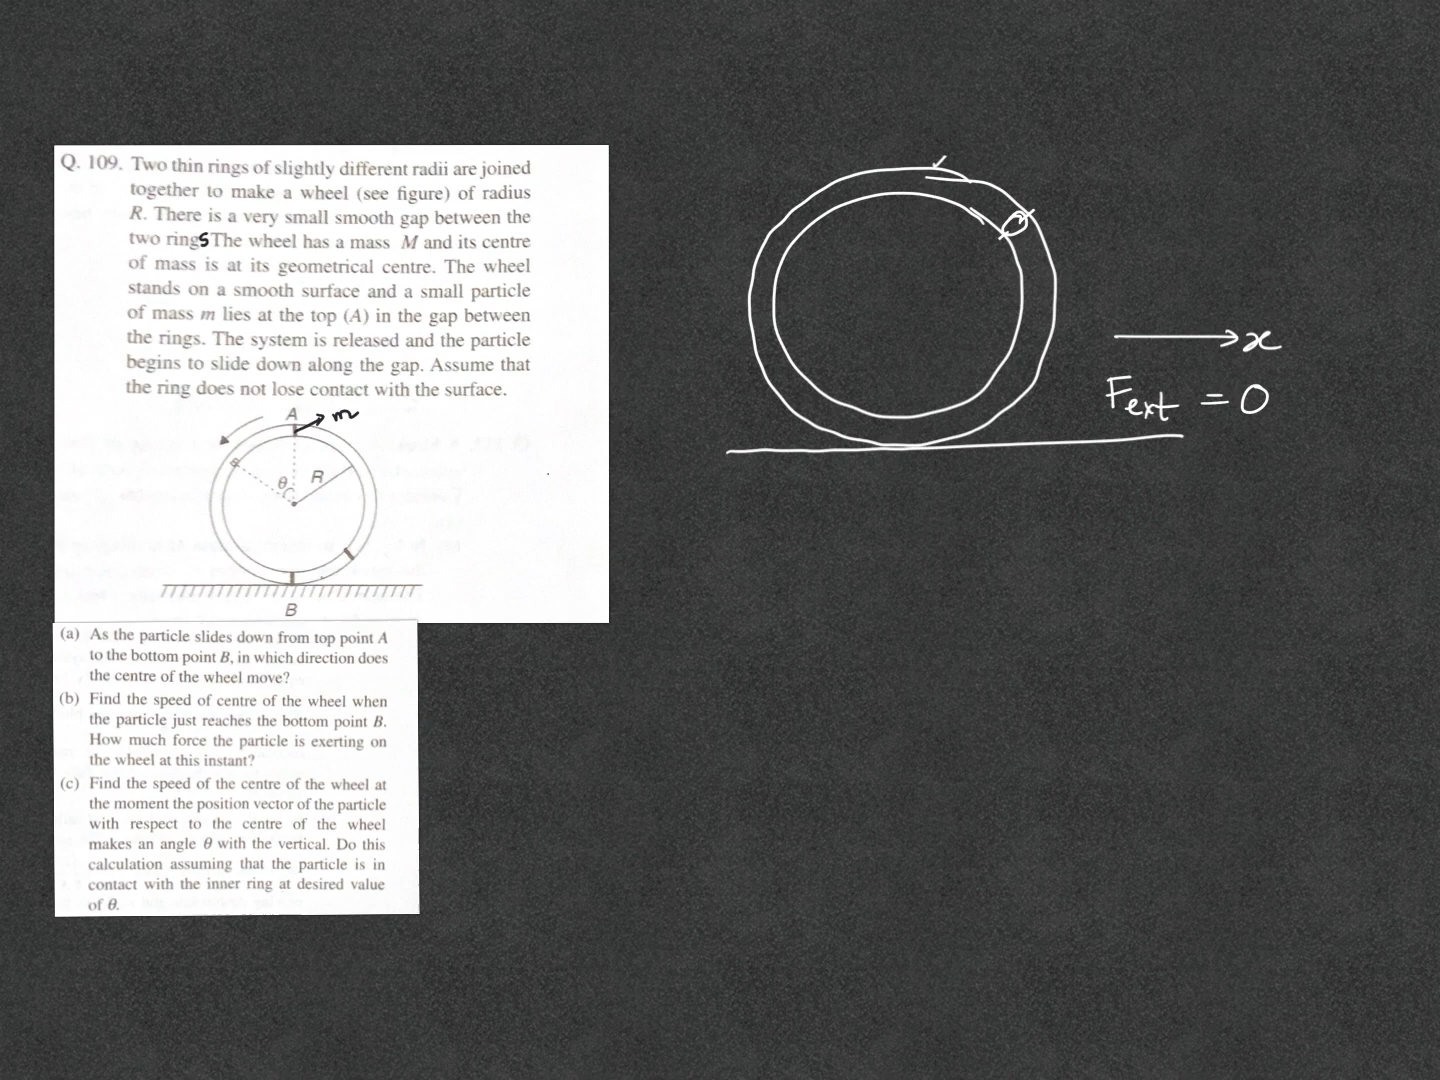 Q. 109. Two thin rings of slightly different radii are joined
together to make a wheel (see figure) of radius
R. There is a very small smooth gap between the
two rings The wheel has a mass M and its centre
of mass is at its geometrical centre. The wheel
stands on a smooth surface and a small particle
of mass m lies at the top (A) in the gap between
the rings. The system is released and the particle
begins to slide down along the gap. Assume that
the ring does not lose contact with the surface.
A m
θ R
C
B
(a) As the particle slides down from top point A
to the bottom point B, in which direction does
the centre of the wheel move?
(b) Find the speed of centre of the wheel when
the particle just reaches the bottom point B.
How much force the particle is exerting on
the wheel at this instant?
(c) Find the speed of the centre of the wheel at
the moment the position vector of the particle
with respect to the centre of the wheel
makes an angle θ with the vertical. Do this
calculation assuming that the particle is in
contact with the inner ring at desired value
of θ.
x
Fext = 0